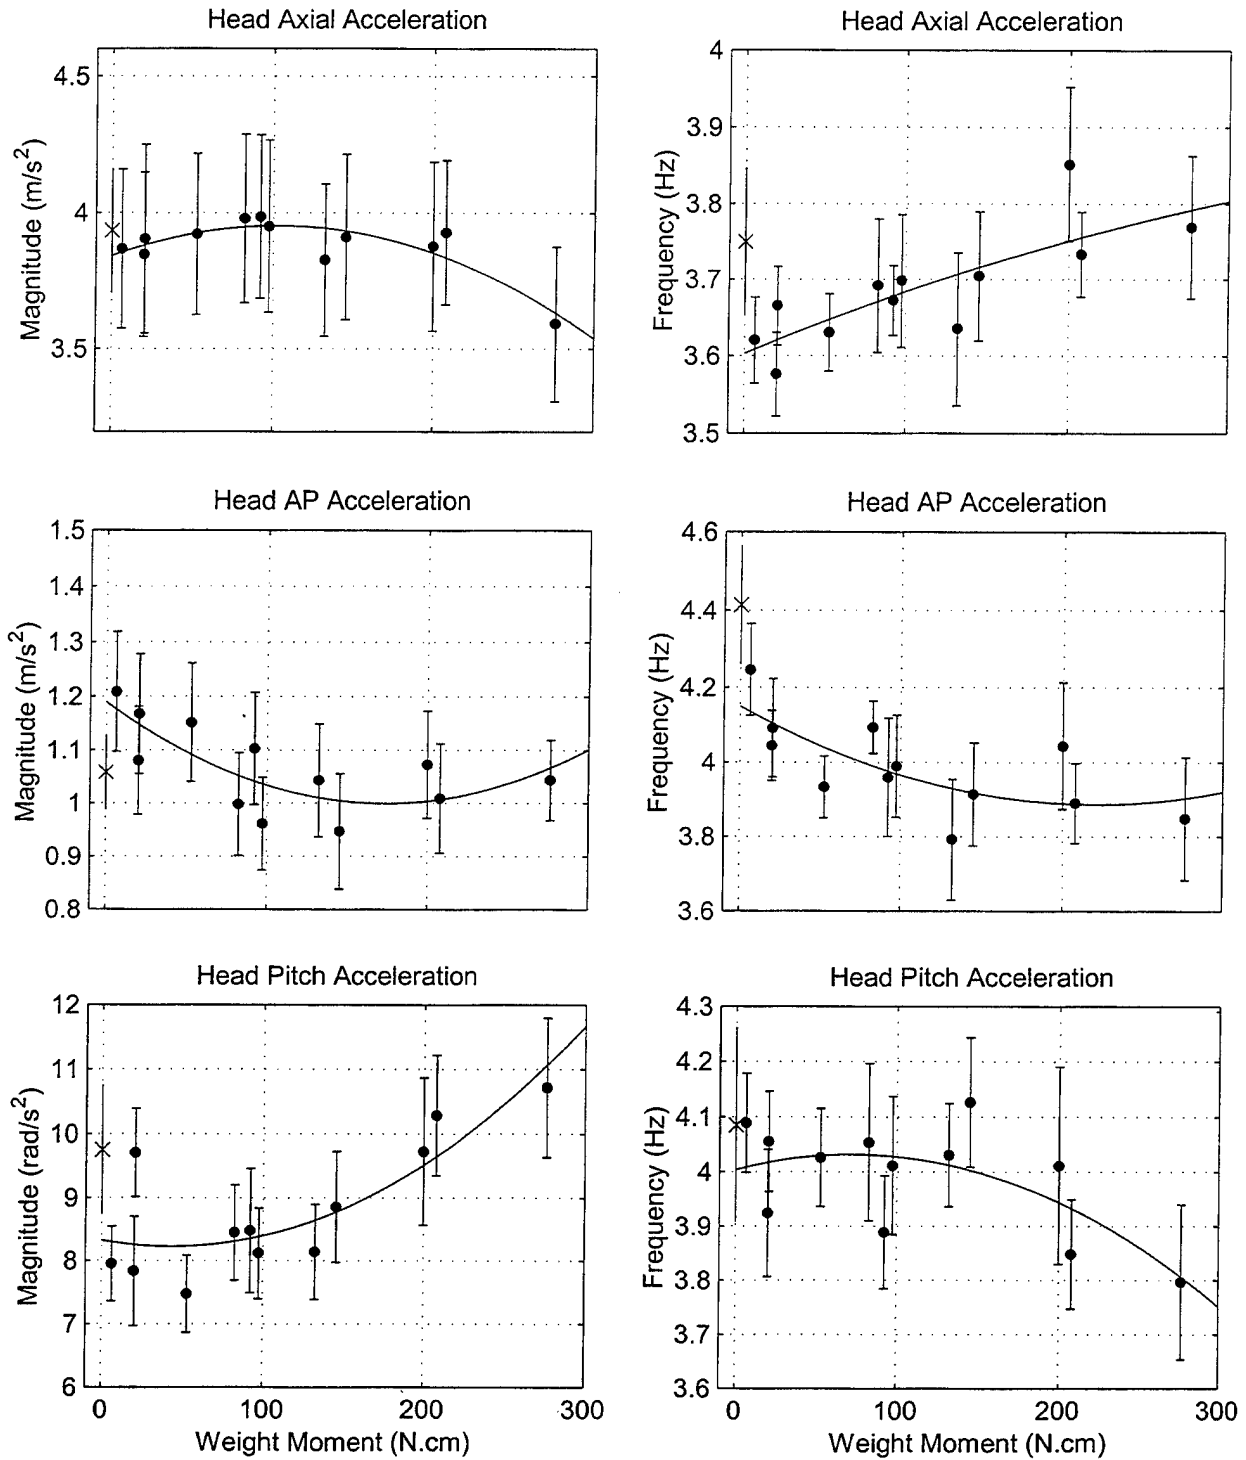 Head Axial Acceleration
Magnitude (m/s²)
4.5
4
3.5
Head Axial Acceleration
Frequency (Hz)
4
3.9
3.8
3.7
3.6
3.5
Head AP Acceleration
Magnitude (m/s²)
1.5
1.4
1.3
1.2
1.1
1
0.9
0.8
Head AP Acceleration
Frequency (Hz)
4.6
4.4
4.2
4
3.8
3.6
Head Pitch Acceleration
Magnitude (rad/s²)
12
11
10
9
8
7
6
0 100 200 300
Weight Moment (N.cm)
Head Pitch Acceleration
Frequency (Hz)
4.3
4.2
4.1
4
3.9
3.8
3.7
3.6
0 100 200 300
Weight Moment (N.cm)